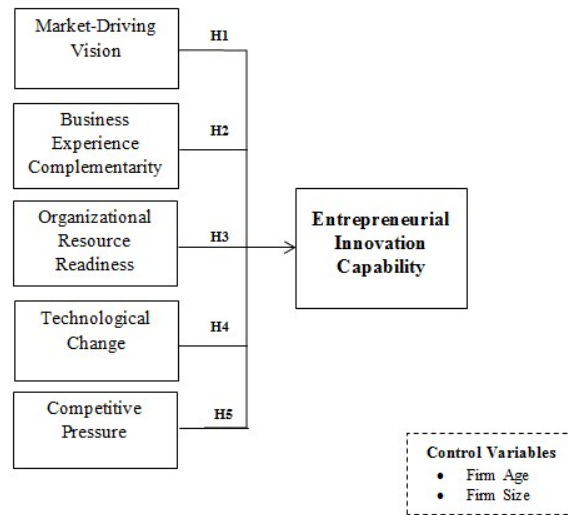 Market-Driving
Vision
H1
Business
Experience
Complementarity
H2
Organizational
Resource
Readiness
H3
Technological
Change
H4
Competitive
Pressure
H5
Entrepreneurial
Innovation
Capability
Control Variables
• Firm Age
• Firm Size